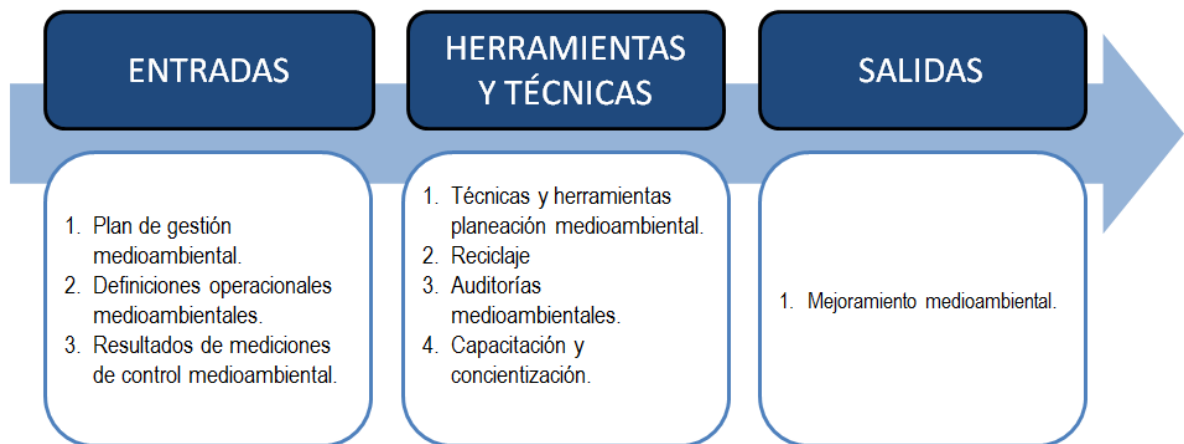 ENTRADAS
1. Plan de gestión
medioambiental.
2. Definiciones operacionales
medioambientales.
3. Resultados de mediciones
de control medioambiental.
HERRAMIENTAS
Y TÉCNICAS
1. Técnicas y herramientas
planeación medioambiental.
2. Reciclaje
3. Auditorías
medioambientales.
4. Capacitación y
concientización.
SALIDAS
1. Mejoramiento medioambiental.